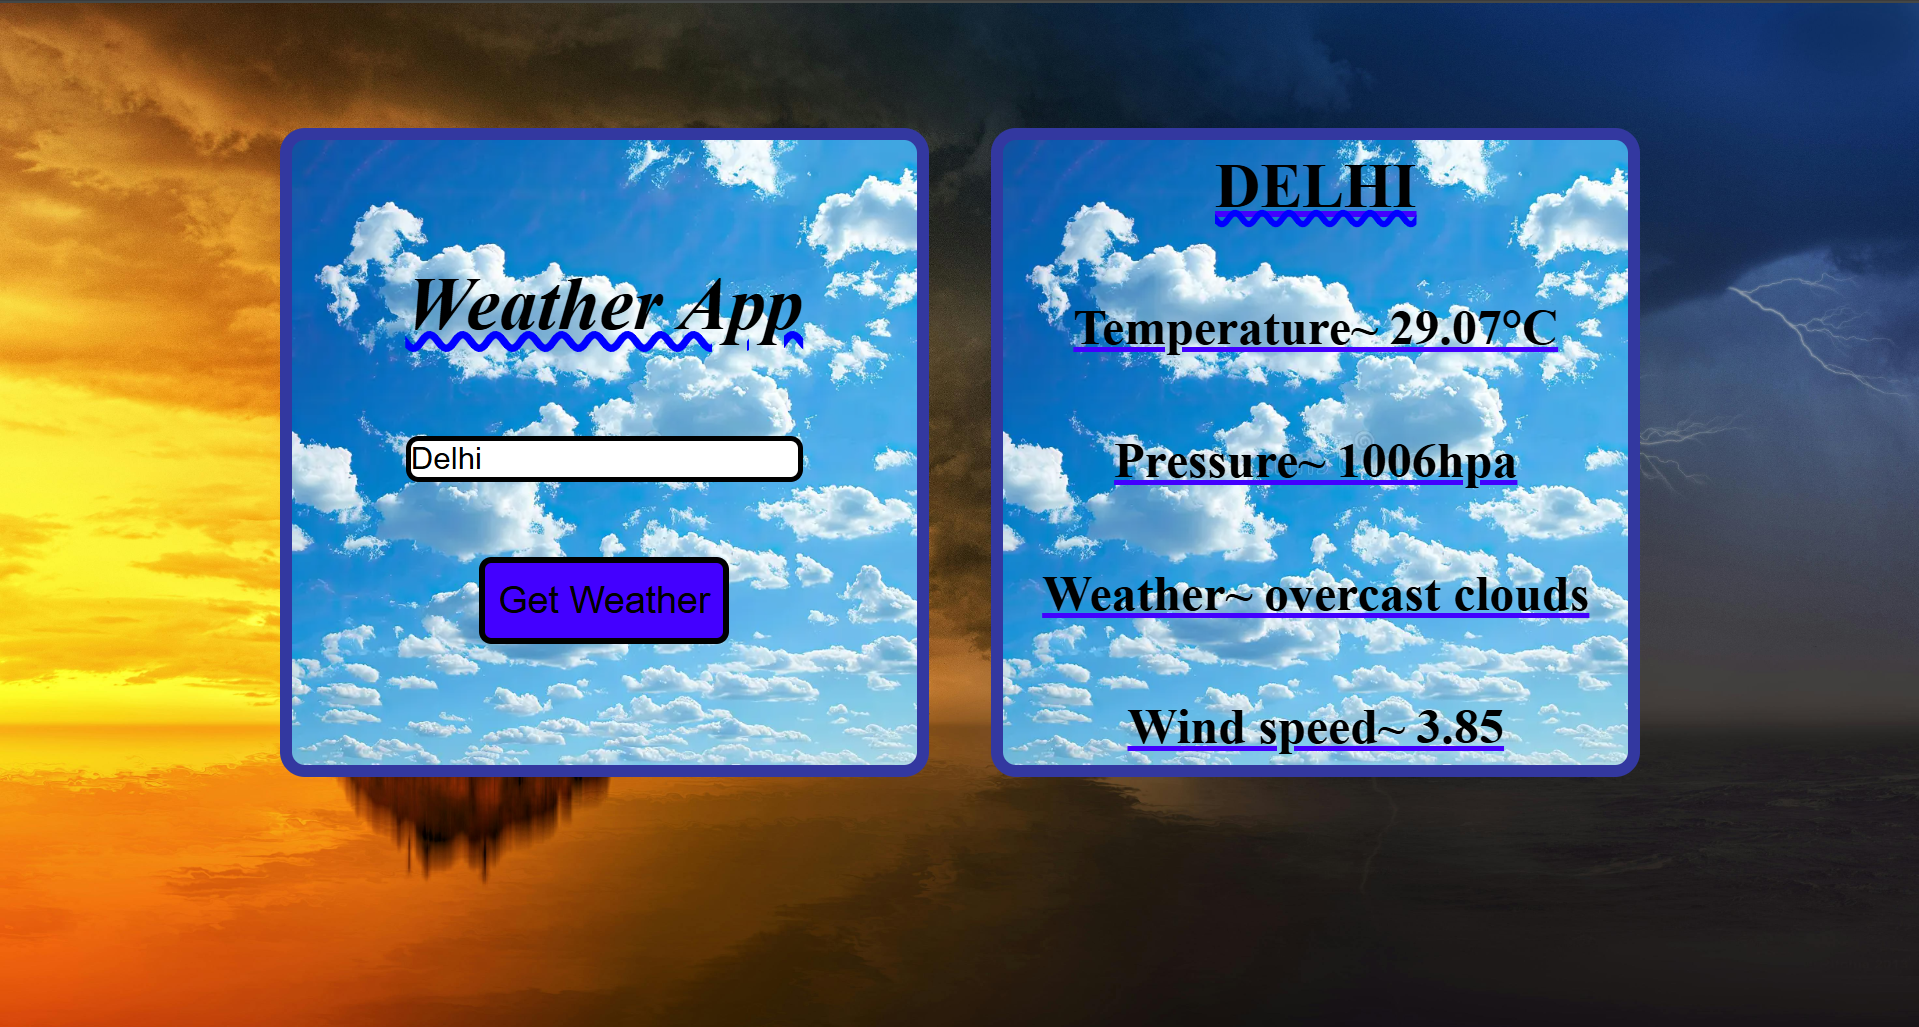 Weather App
Delhi
Get Weather
DELHI
Temperature~ 29.07°C
Pressure~ 1006hpa
Weather~ overcast clouds
Wind speed~ 3.85